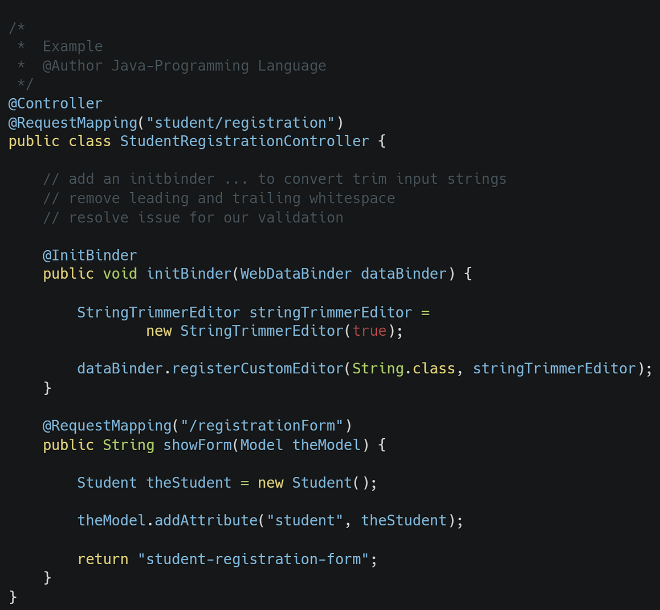 /*
 *  Example
 *  @Author Java-Programming Language
 */
@Controller
@RequestMapping("student/registration")
public class StudentRegistrationController {

    // add an initbinder ... to convert trim input strings
    // remove leading and trailing whitespace
    // resolve issue for our validation

    @InitBinder
    public void initBinder(WebDataBinder dataBinder) {

        StringTrimmerEditor stringTrimmerEditor =
                new StringTrimmerEditor(true);

        dataBinder.registerCustomEditor(String.class, stringTrimmerEditor);
    }

    @RequestMapping("/registrationForm")
    public String showForm(Model theModel) {

        Student theStudent = new Student();

        theModel.addAttribute("student", theStudent);

        return "student-registration-form";
    }
}